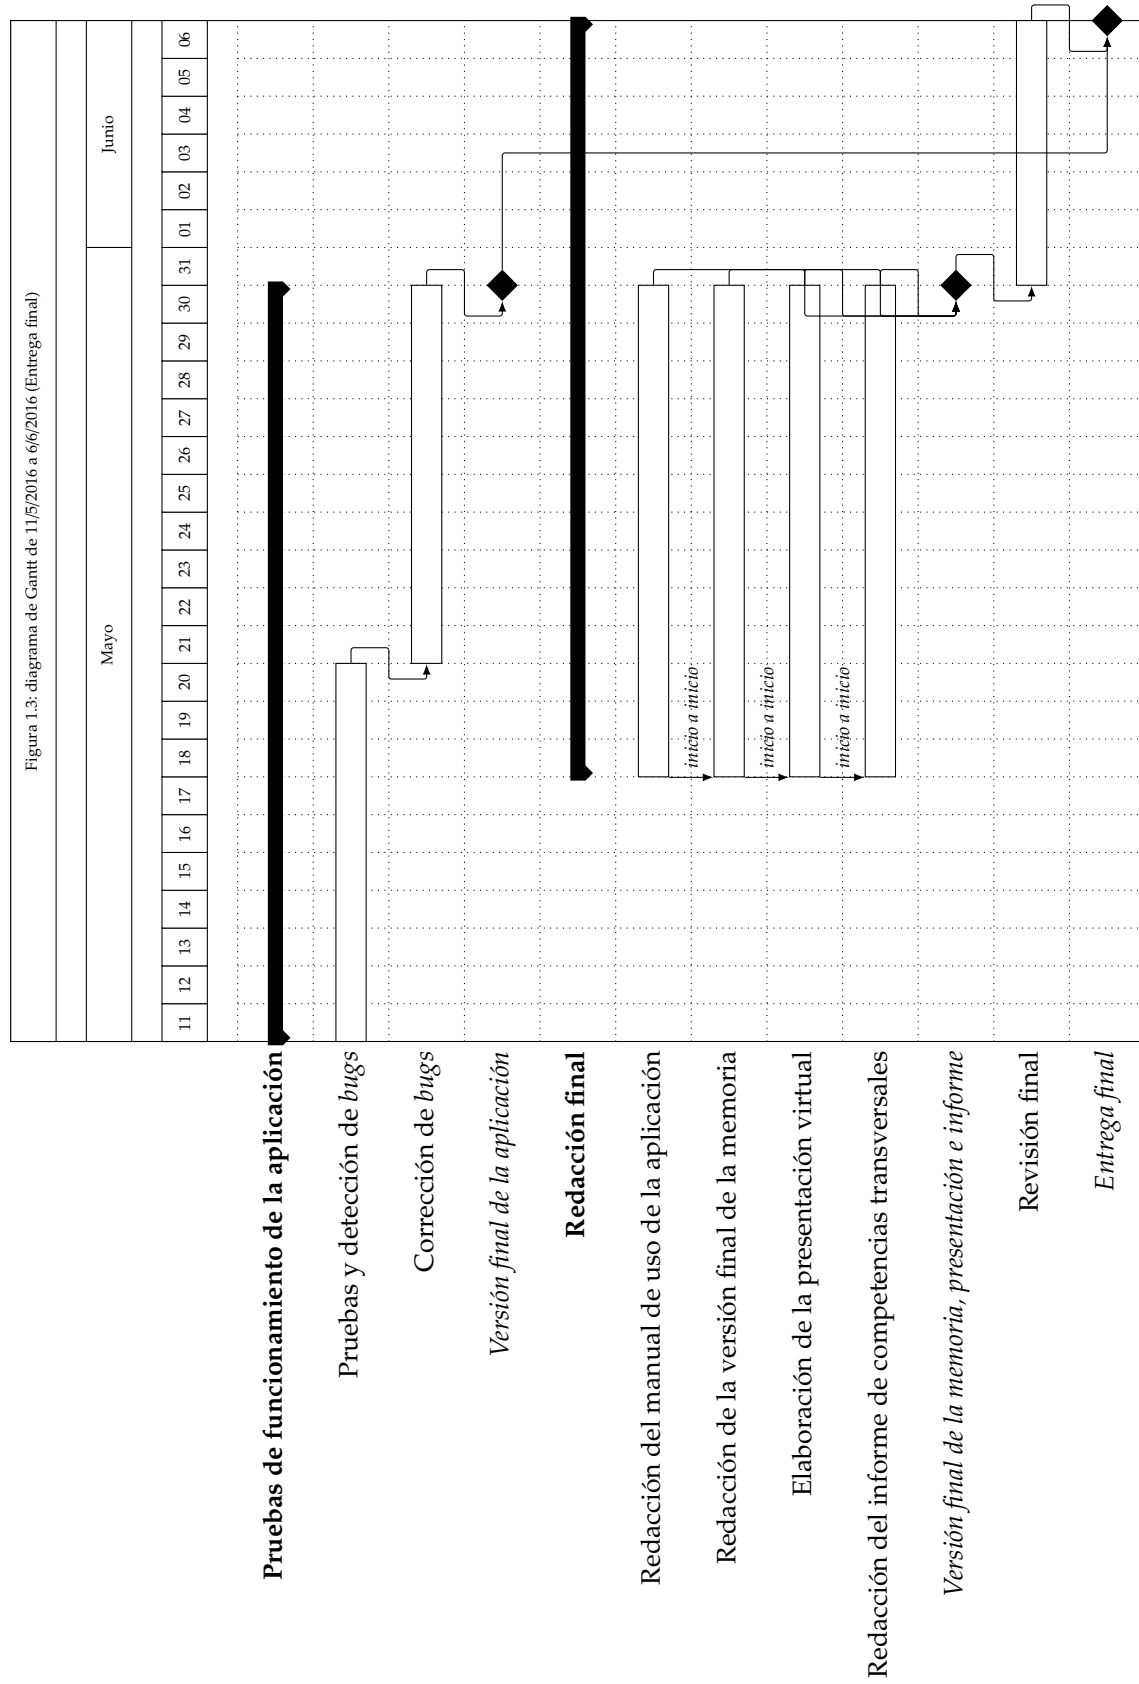 Figura 1.3: diagrama de Gantt de 11/5/2016 a 6/6/2016 (Entrega final)
Mayo Junio
11 12 13 14 15 16 17 18 19 20 21 22 23 24 25 26 27 28 29 30 31 01 02 03 04 05 06
Pruebas de funcionamiento de la aplicación
Pruebas y detección de bugs
Corrección de bugs
Versión final de la aplicación
Redacción final
Redacción del manual de uso de la aplicación
inicio a inicio
Redacción de la versión final de la memoria
inicio a inicio
Elaboración de la presentación virtual
inicio a inicio
Redacción del informe de competencias transversales
Versión final de la memoria, presentación e informe
Revisión final
Entrega final